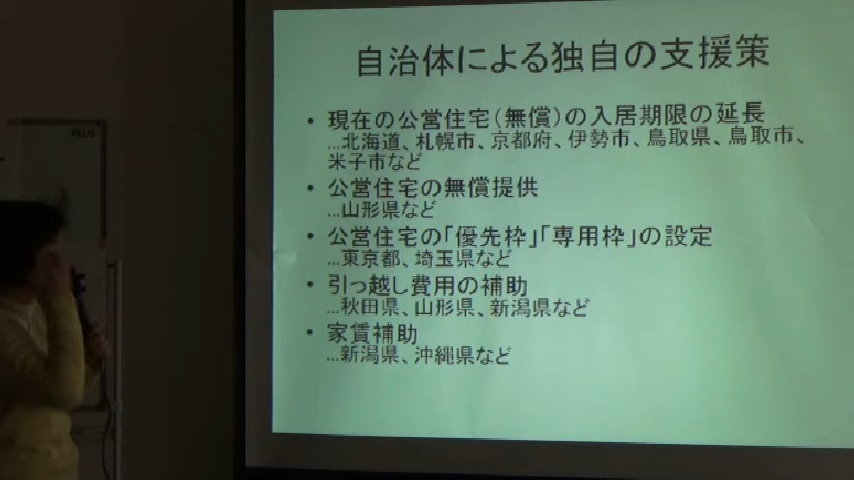 PLUS
自治体による独自の支援策
• 現在の公営住宅(無償)の入居期限の延長
…北海道、札幌市、京都府、伊勢市、鳥取県、鳥取市、
米子市など
• 公営住宅の無償提供
…山形県など
• 公営住宅の「優先枠」「専用枠」の設定
…東京都、埼玉県など
• 引っ越し費用の補助
…秋田県、山形県、新潟県など
• 家賃補助
…新潟県、沖縄県など